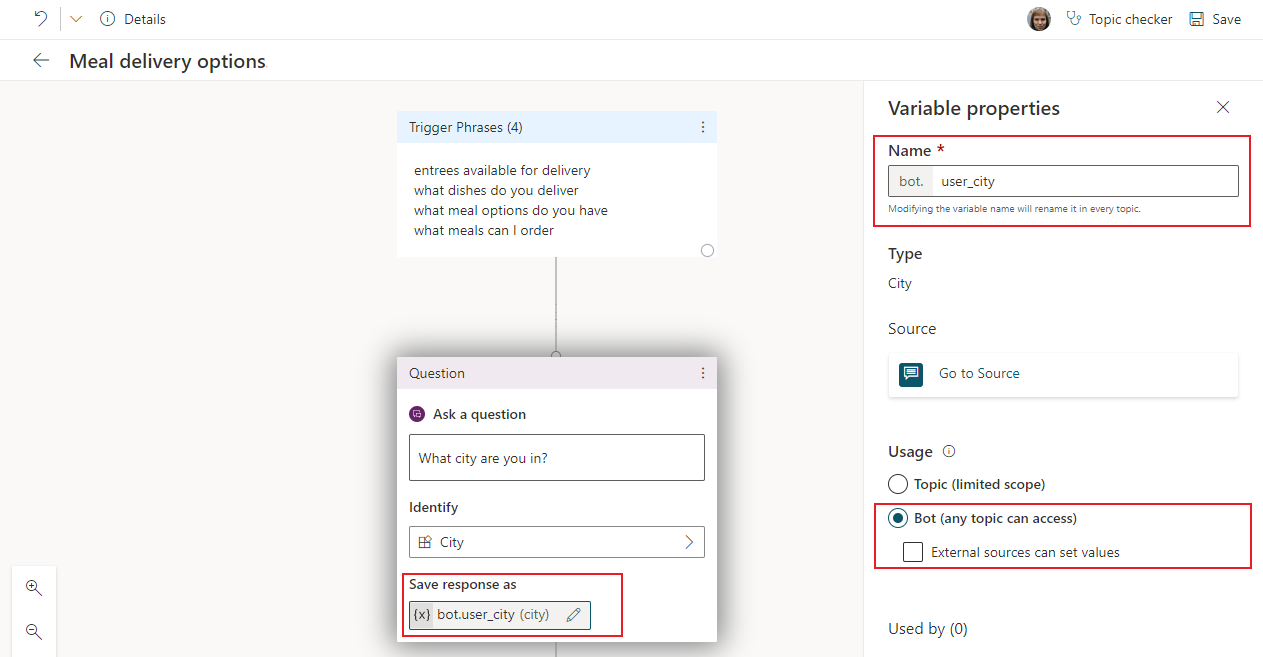 Details
Topic checker
Save
Meal delivery options
Trigger Phrases (4)
entrees available for delivery
what dishes do you deliver
what meal options do you have
what meals can I order
Question
Ask a question
What city are you in?
Identify
City
Save response as
{x} bot.user_city (city)
Variable properties
Name *
bot. user_city
Modifying the variable name will rename it in every topic.
Type
City
Source
Go to Source
Usage
Topic (limited scope)
Bot (any topic can access)
External sources can set values
Used by (0)